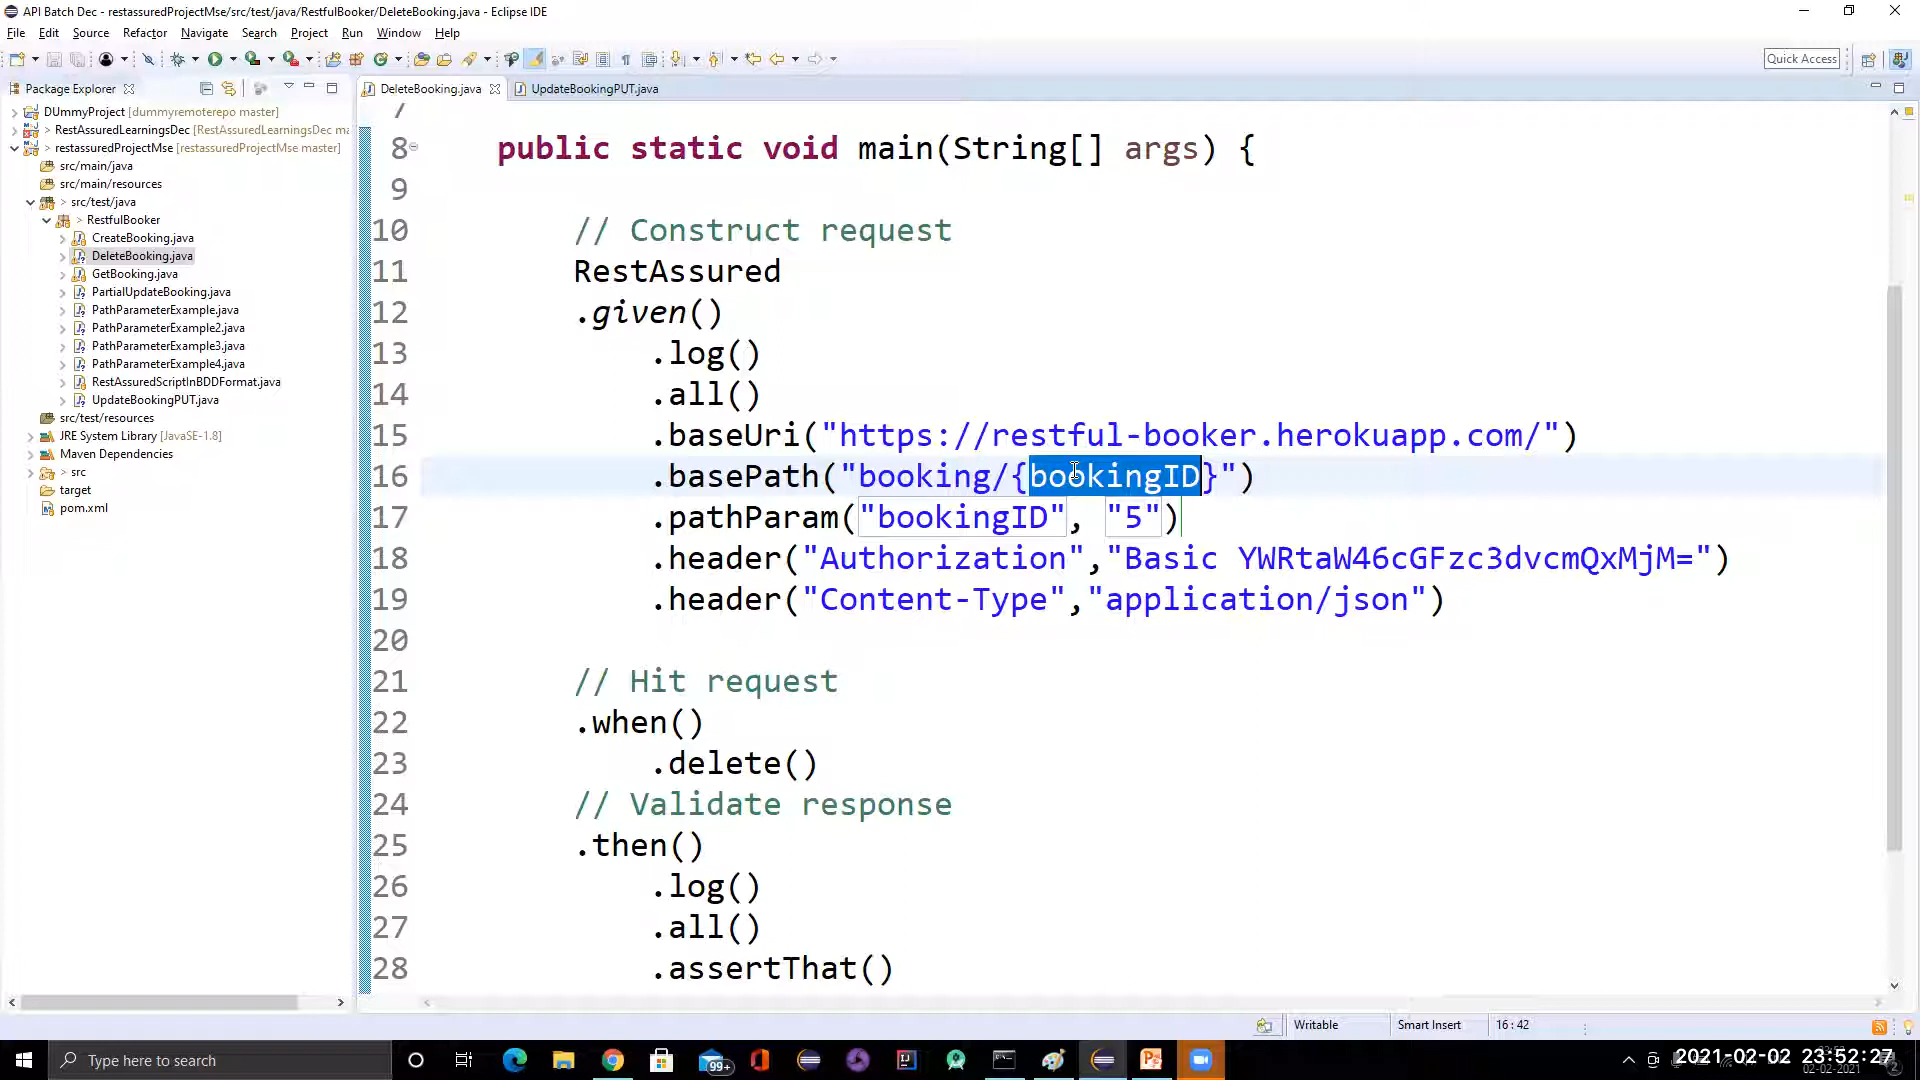 API Batch Dec - restassuredProjectMse/src/test/java/RestfulBooker/DeleteBooking.java - Eclipse IDE
File Edit Source Refactor Navigate Search Project Run Window Help
Quick Access
Package Explorer
DeleteBooking.java
UpdateBookingPUT.java
DUmmyProject [dummyremoterepo master]
> RestAssuredLearningsDec [RestAssuredLearningsDec ma
> restassuredProjectMse [restassuredProjectMse master]
src/main/java
src/main/resources
> src/test/java
> RestfulBooker
CreateBooking.java
DeleteBooking.java
GetBooking.java
PartialUpdateBooking.java
PathParameterExample.java
PathParameterExample2.java
PathParameterExample3.java
PathParameterExample4.java
RestAssuredScriptInBDDFormat.java
UpdateBookingPUT.java
src/test/resources
JRE System Library [JavaSE-1.8]
Maven Dependencies
> src
target
pom.xml
7
8 public static void main(String[] args) {
9
10 // Construct request
11 RestAssured
12 .given()
13 .log()
14 .all()
15 .baseUri("https://restful-booker.herokuapp.com/")
16 .basePath("booking/{bookingID}")
17 .pathParam("bookingID", "5")
18 .header("Authorization","Basic YWRtaW46cGFzc3dvcmQxMjM=")
19 .header("Content-Type","application/json")
20
21 // Hit request
22 .when()
23 .delete()
24 // Validate response
25 .then()
26 .log()
27 .all()
28 .assertThat()
Writable
Smart Insert
16 : 42
Type here to search
99+
2021-02-02 23:52:27
02-02-2021